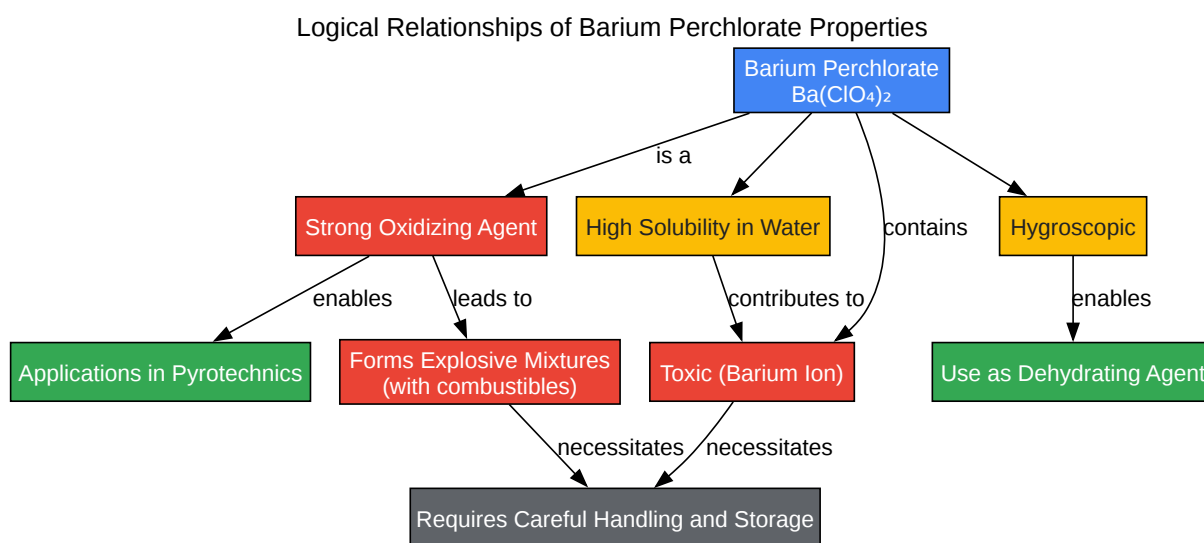 Logical Relationships of Barium Perchlorate Properties
Barium Perchlorate
Ba(ClO₄)₂
is a
Strong Oxidizing Agent
High Solubility in Water
contains
Hygroscopic
enables
leads to
contributes to
enables
Applications in Pyrotechnics
Forms Explosive Mixtures
(with combustibles)
Toxic (Barium Ion)
Use as Dehydrating Agent
necessitates
necessitates
Requires Careful Handling and Storage